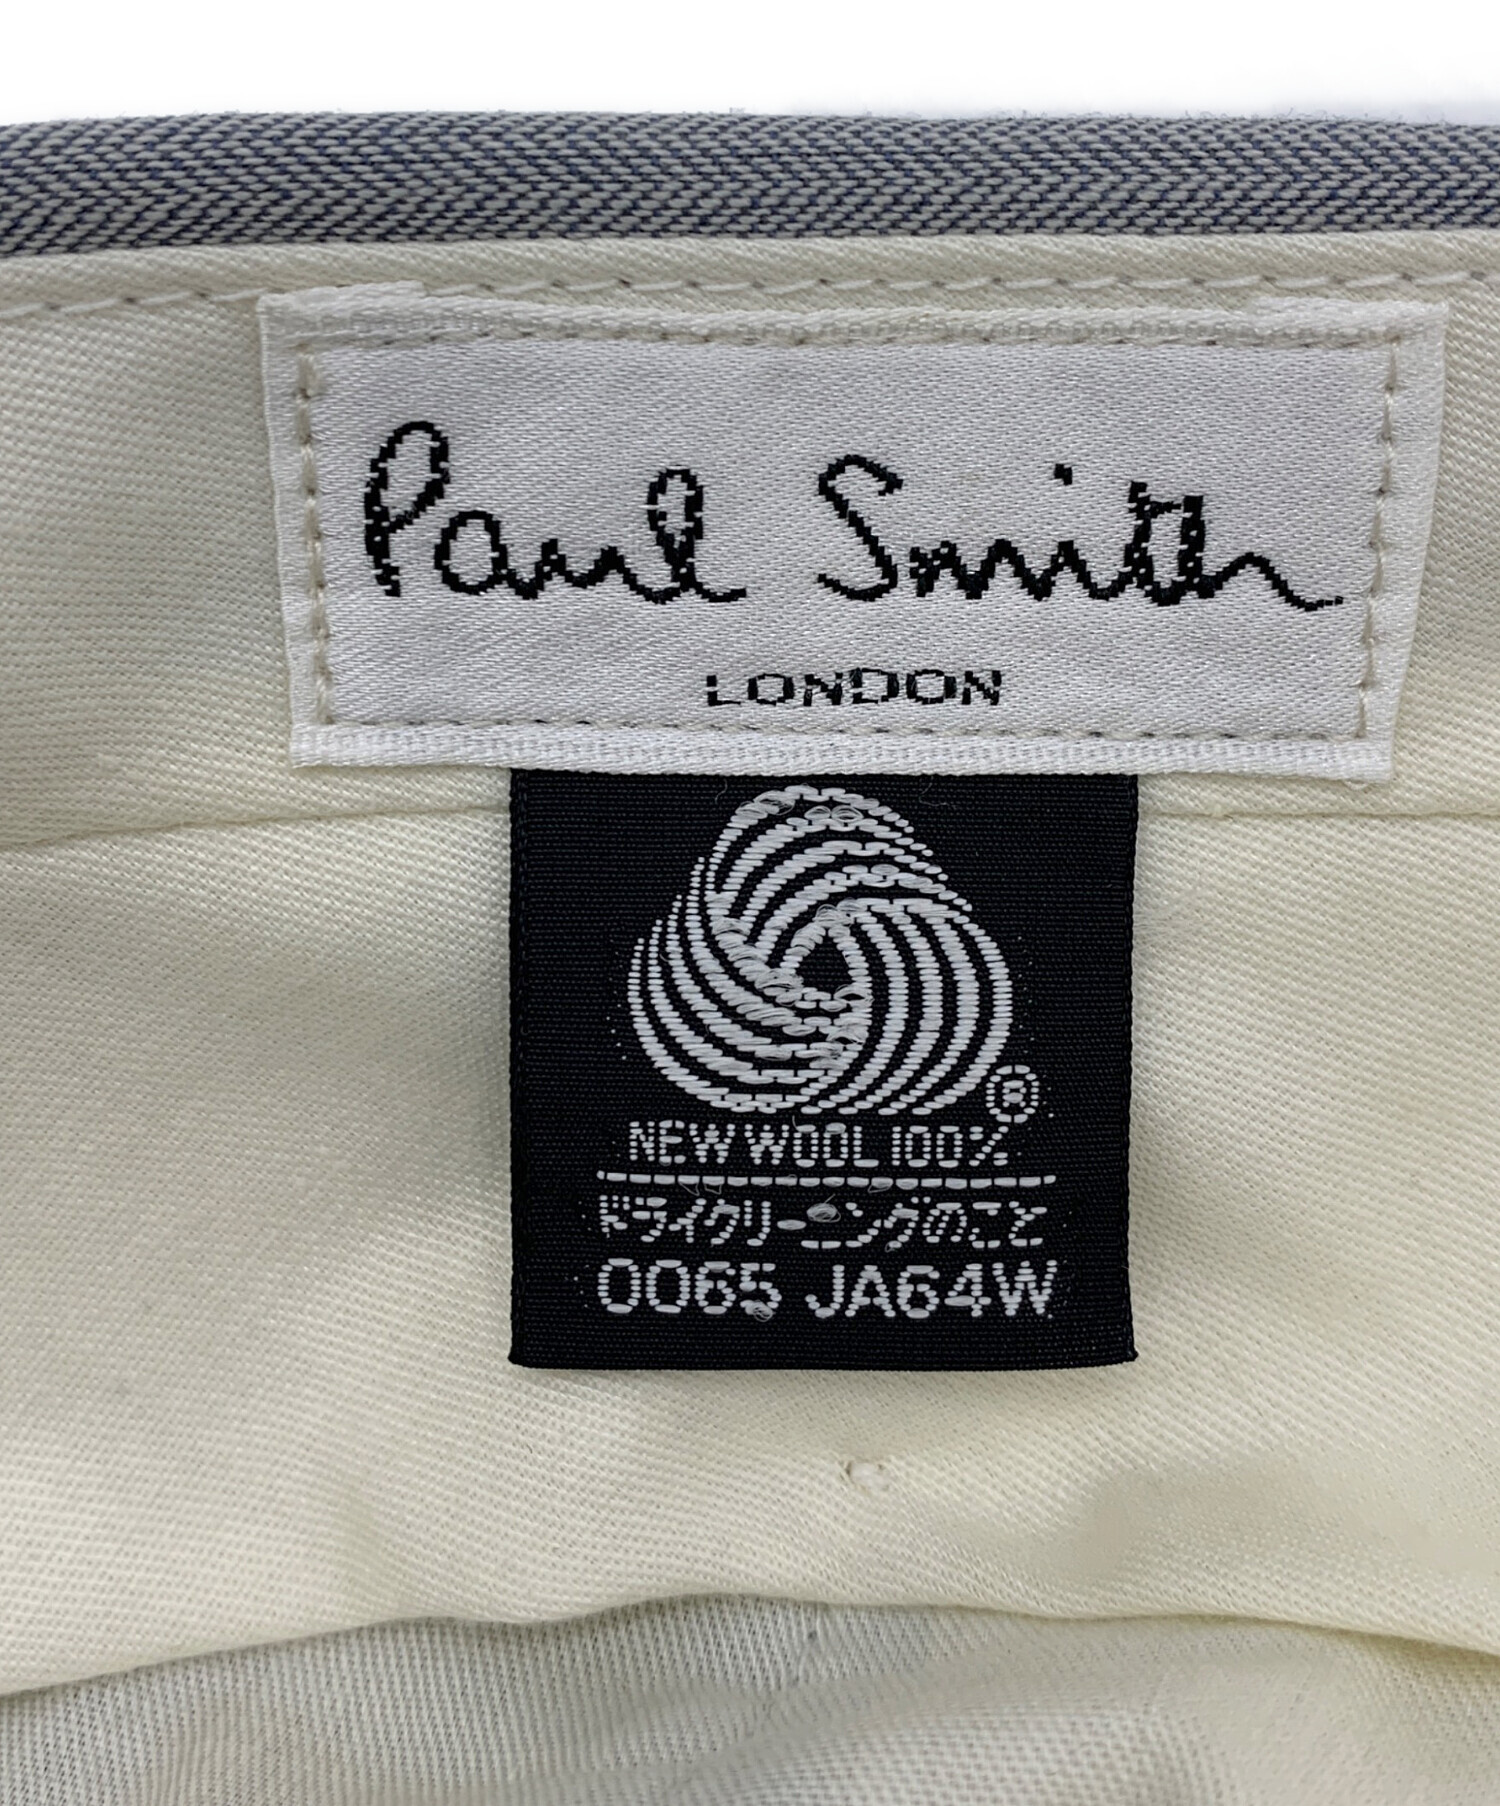 Paul Smith
LONDON
®
NEW WOOL 100%
ドライクリーニングのこと
0065 JA64W